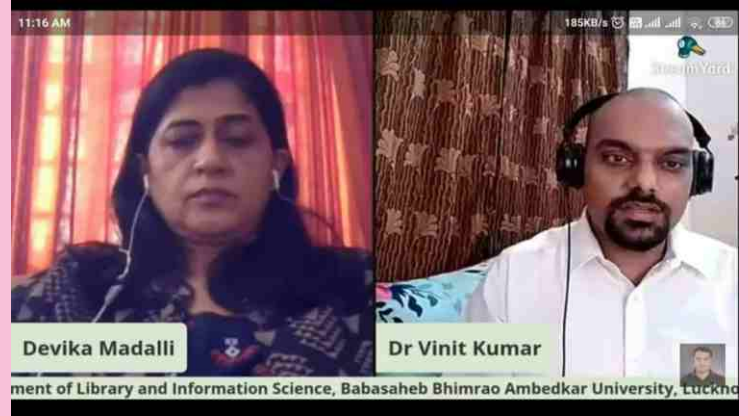 11:16 AM
185KB/s
StreamYard
Devika Madalli
Dr Vinit Kumar
ment of Library and Information Science, Babasaheb Bhimrao Ambedkar University, Luckno